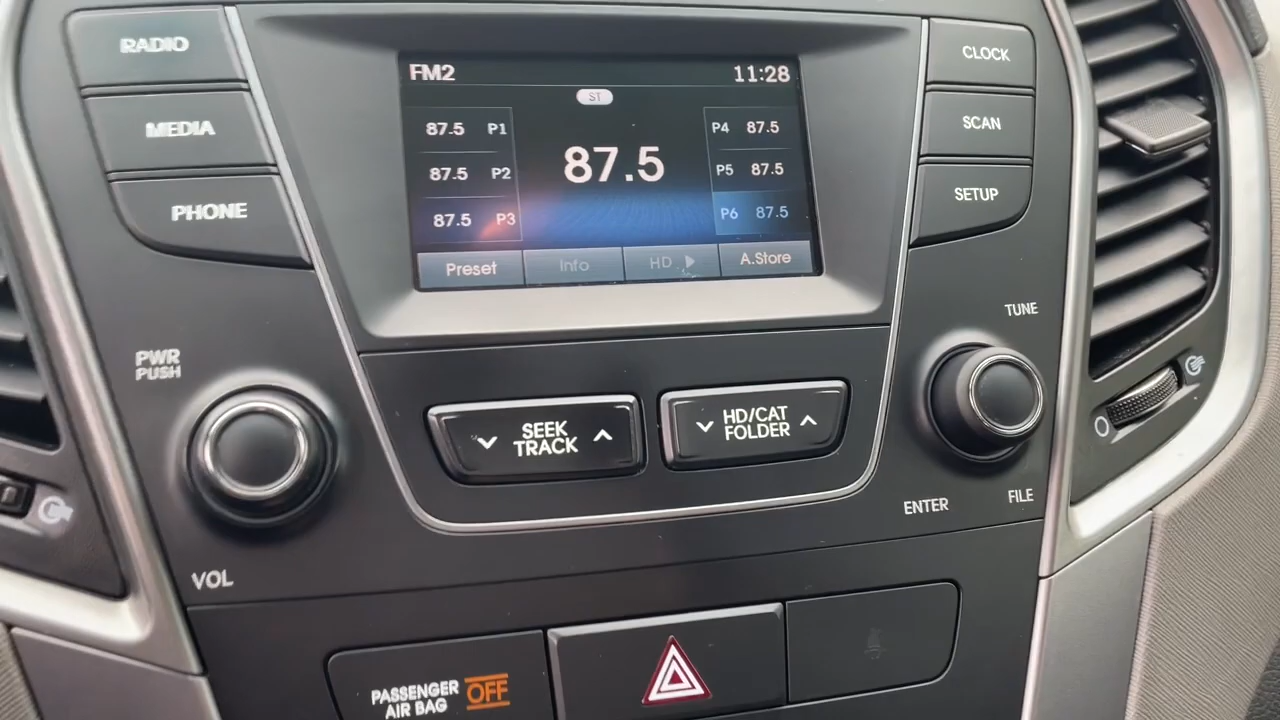 RADIO
MEDIA
PHONE
FM2
11:28
ST
87.5 P1
87.5 P2
87.5 P3
87.5
P4 87.5
P5 87.5
P6 87.5
Preset
Info
HD
A.Store
CLOCK
SCAN
SETUP
PWR
PUSH
VOL
SEEK
TRACK
HD/CAT
FOLDER
TUNE
ENTER
FILE
PASSENGER
AIR BAG
OFF